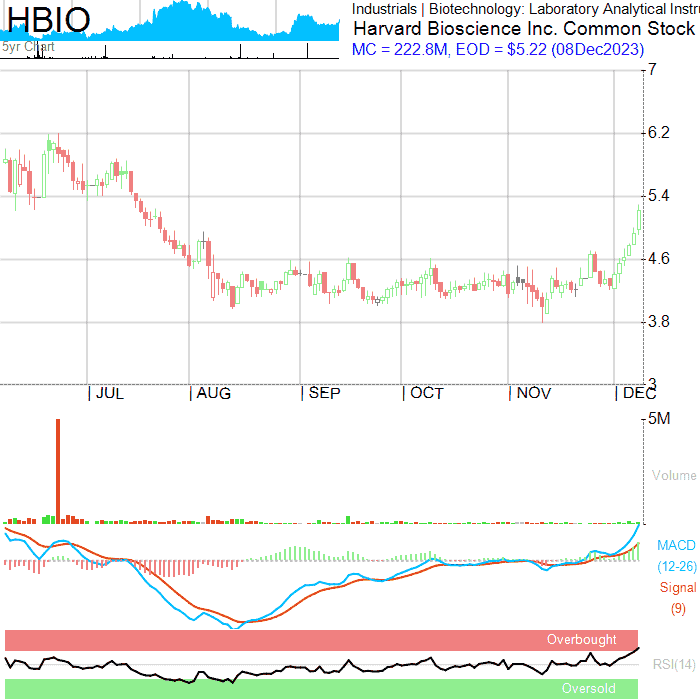 HBIO
5yr Chart
Industrials | Biotechnology: Laboratory Analytical Instru
Harvard Bioscience Inc. Common Stock
MC = 222.8M, EOD = $5.22 (08Dec2023)
7
6.2
5.4
4.6
3.8
3
JUL AUG SEP OCT NOV DEC
5M
Volume
MACD
(12-26)
Signal
(9)
Overbought
RSI(14)
Oversold